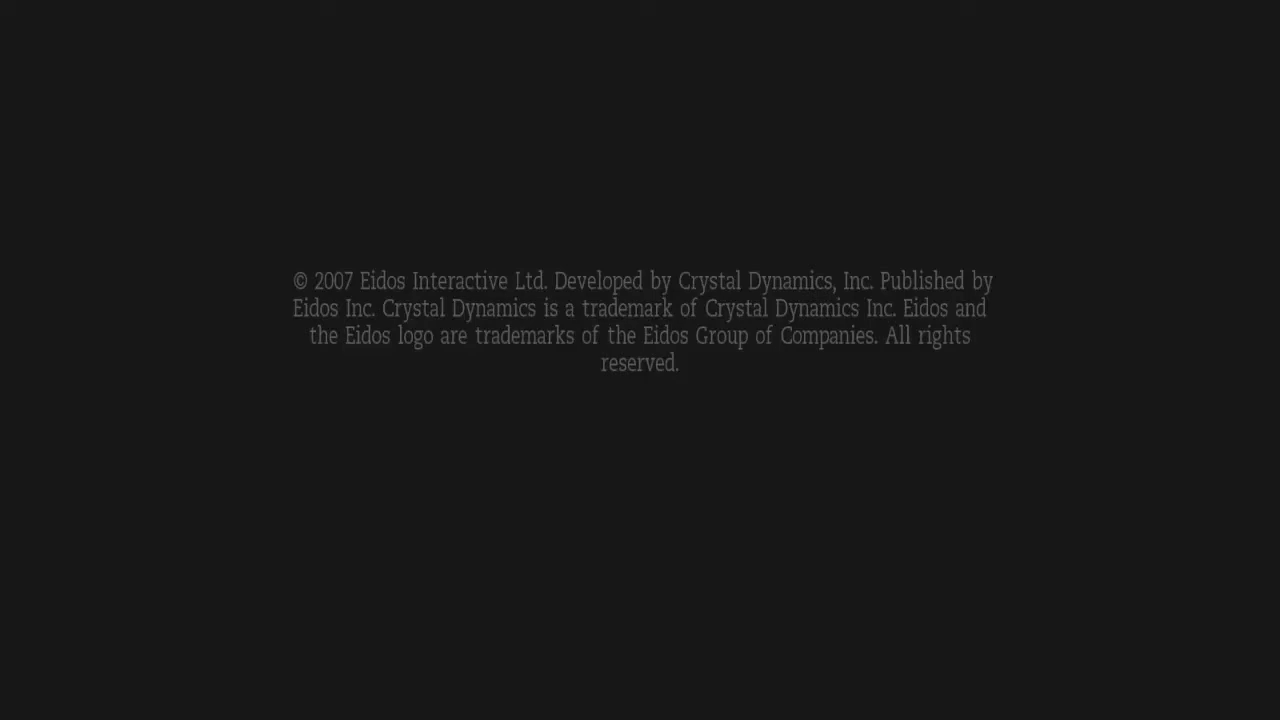 © 2007 Eidos Interactive Ltd. Developed by Crystal Dynamics, Inc. Published by
Eidos Inc. Crystal Dynamics is a trademark of Crystal Dynamics Inc. Eidos and
the Eidos logo are trademarks of the Eidos Group of Companies. All rights
reserved.